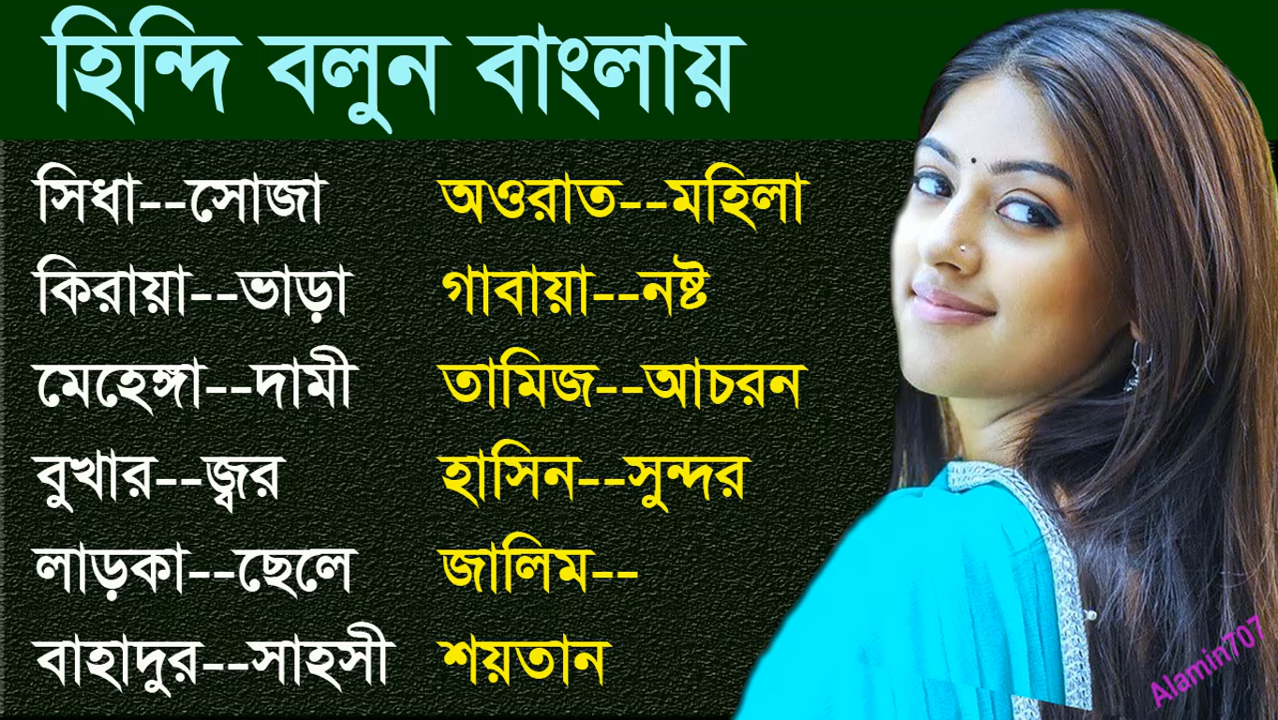 হিন্দি বলুন বাংলায়
সিধা--সোজা
কিরায়া--ভাড়া
মেহেঙ্গা--দামী
বুখার--জ্বর
লাড়কা--ছেলে
বাহাদুর--সাহসী
অওরাত--মহিলা
গাবায়া--নষ্ট
তামিজ--আচরন
হাসিন--সুন্দর
জালিম--
শয়তান
Alamin707